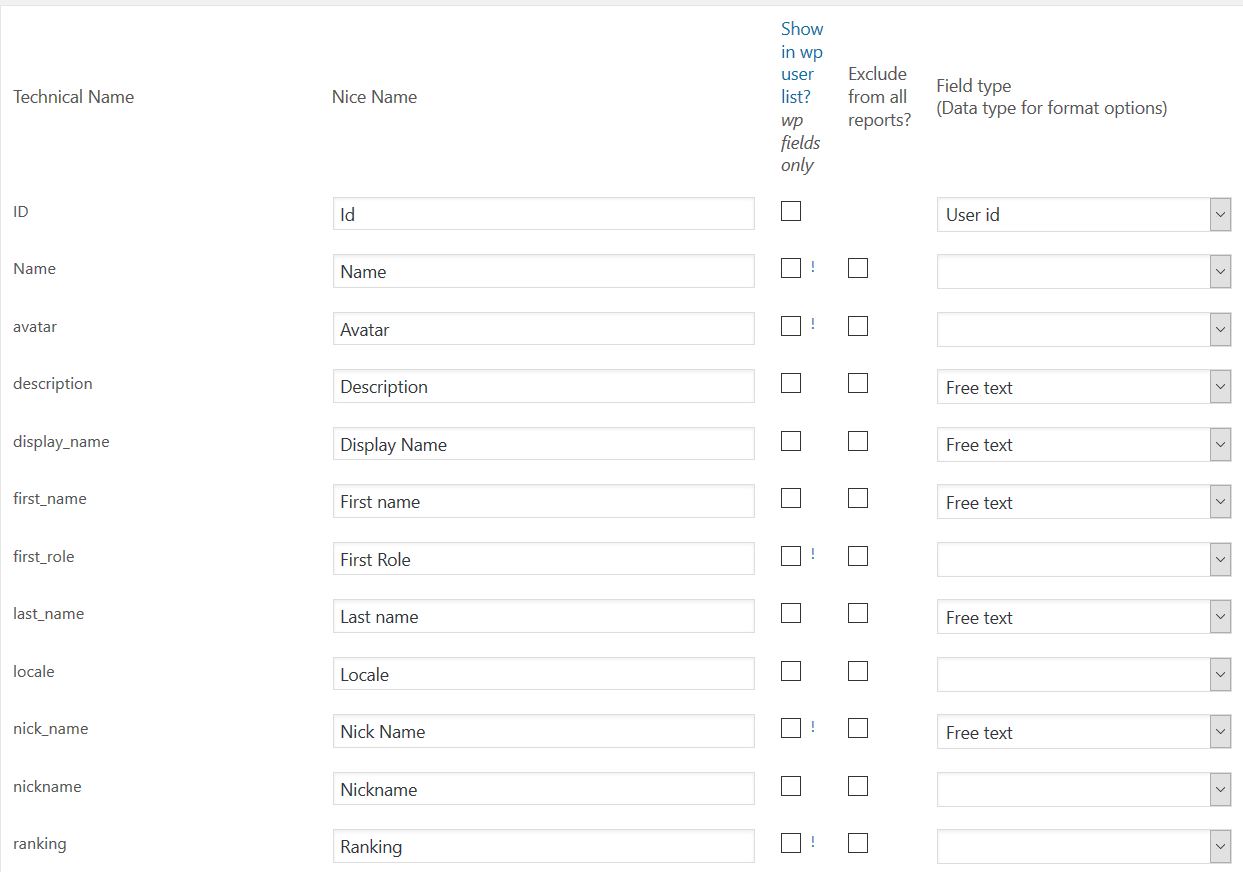 Technical Name
Nice Name
Show
in wp
user
list?
wp
fields
only
Exclude
from all
reports?
Field type
(Data type for format options)
ID Id User id
Name Name !
avatar Avatar !
description Description Free text
display_name Display Name Free text
first_name First name Free text
first_role First Role !
last_name Last name Free text
locale Locale
nick_name Nick Name ! Free text
nickname Nickname
ranking Ranking !